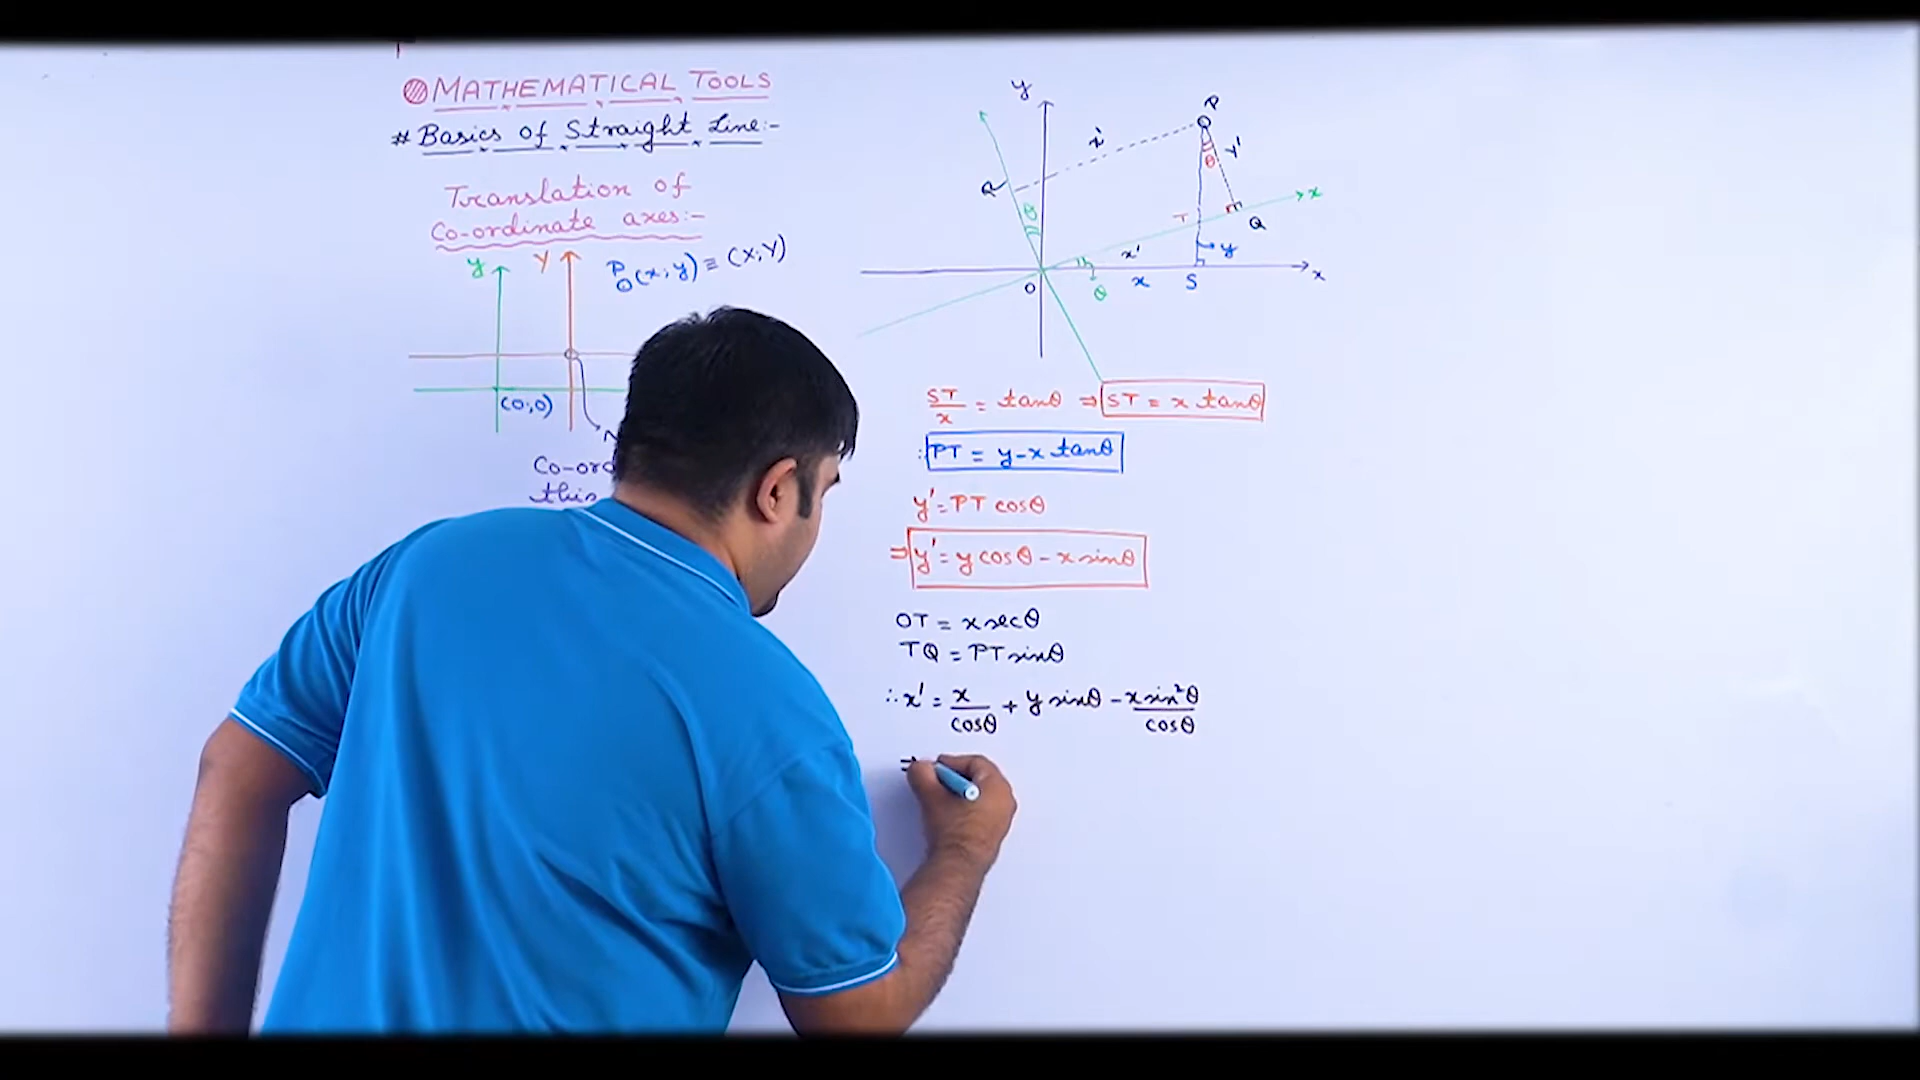 MATHEMATICAL TOOLS
# Basics of Straight Line:-
Translation of
Co-ordinate axes:-
y Y P(x,y) ≡ (X,Y)
(0,0)
this
y
P
θ
y'
R
θ
T
Q
x
x'
y
O
θ
x
S
x
ST/x = tanθ ⇒ ST = x tanθ
∴ PT = y-x tanθ
y' = PT cosθ
⇒ y' = y cosθ - x sinθ
OT = x secθ
TQ = PT sinθ
∴ x' = x/cosθ + y sinθ - x sin²θ/cosθ
⇒